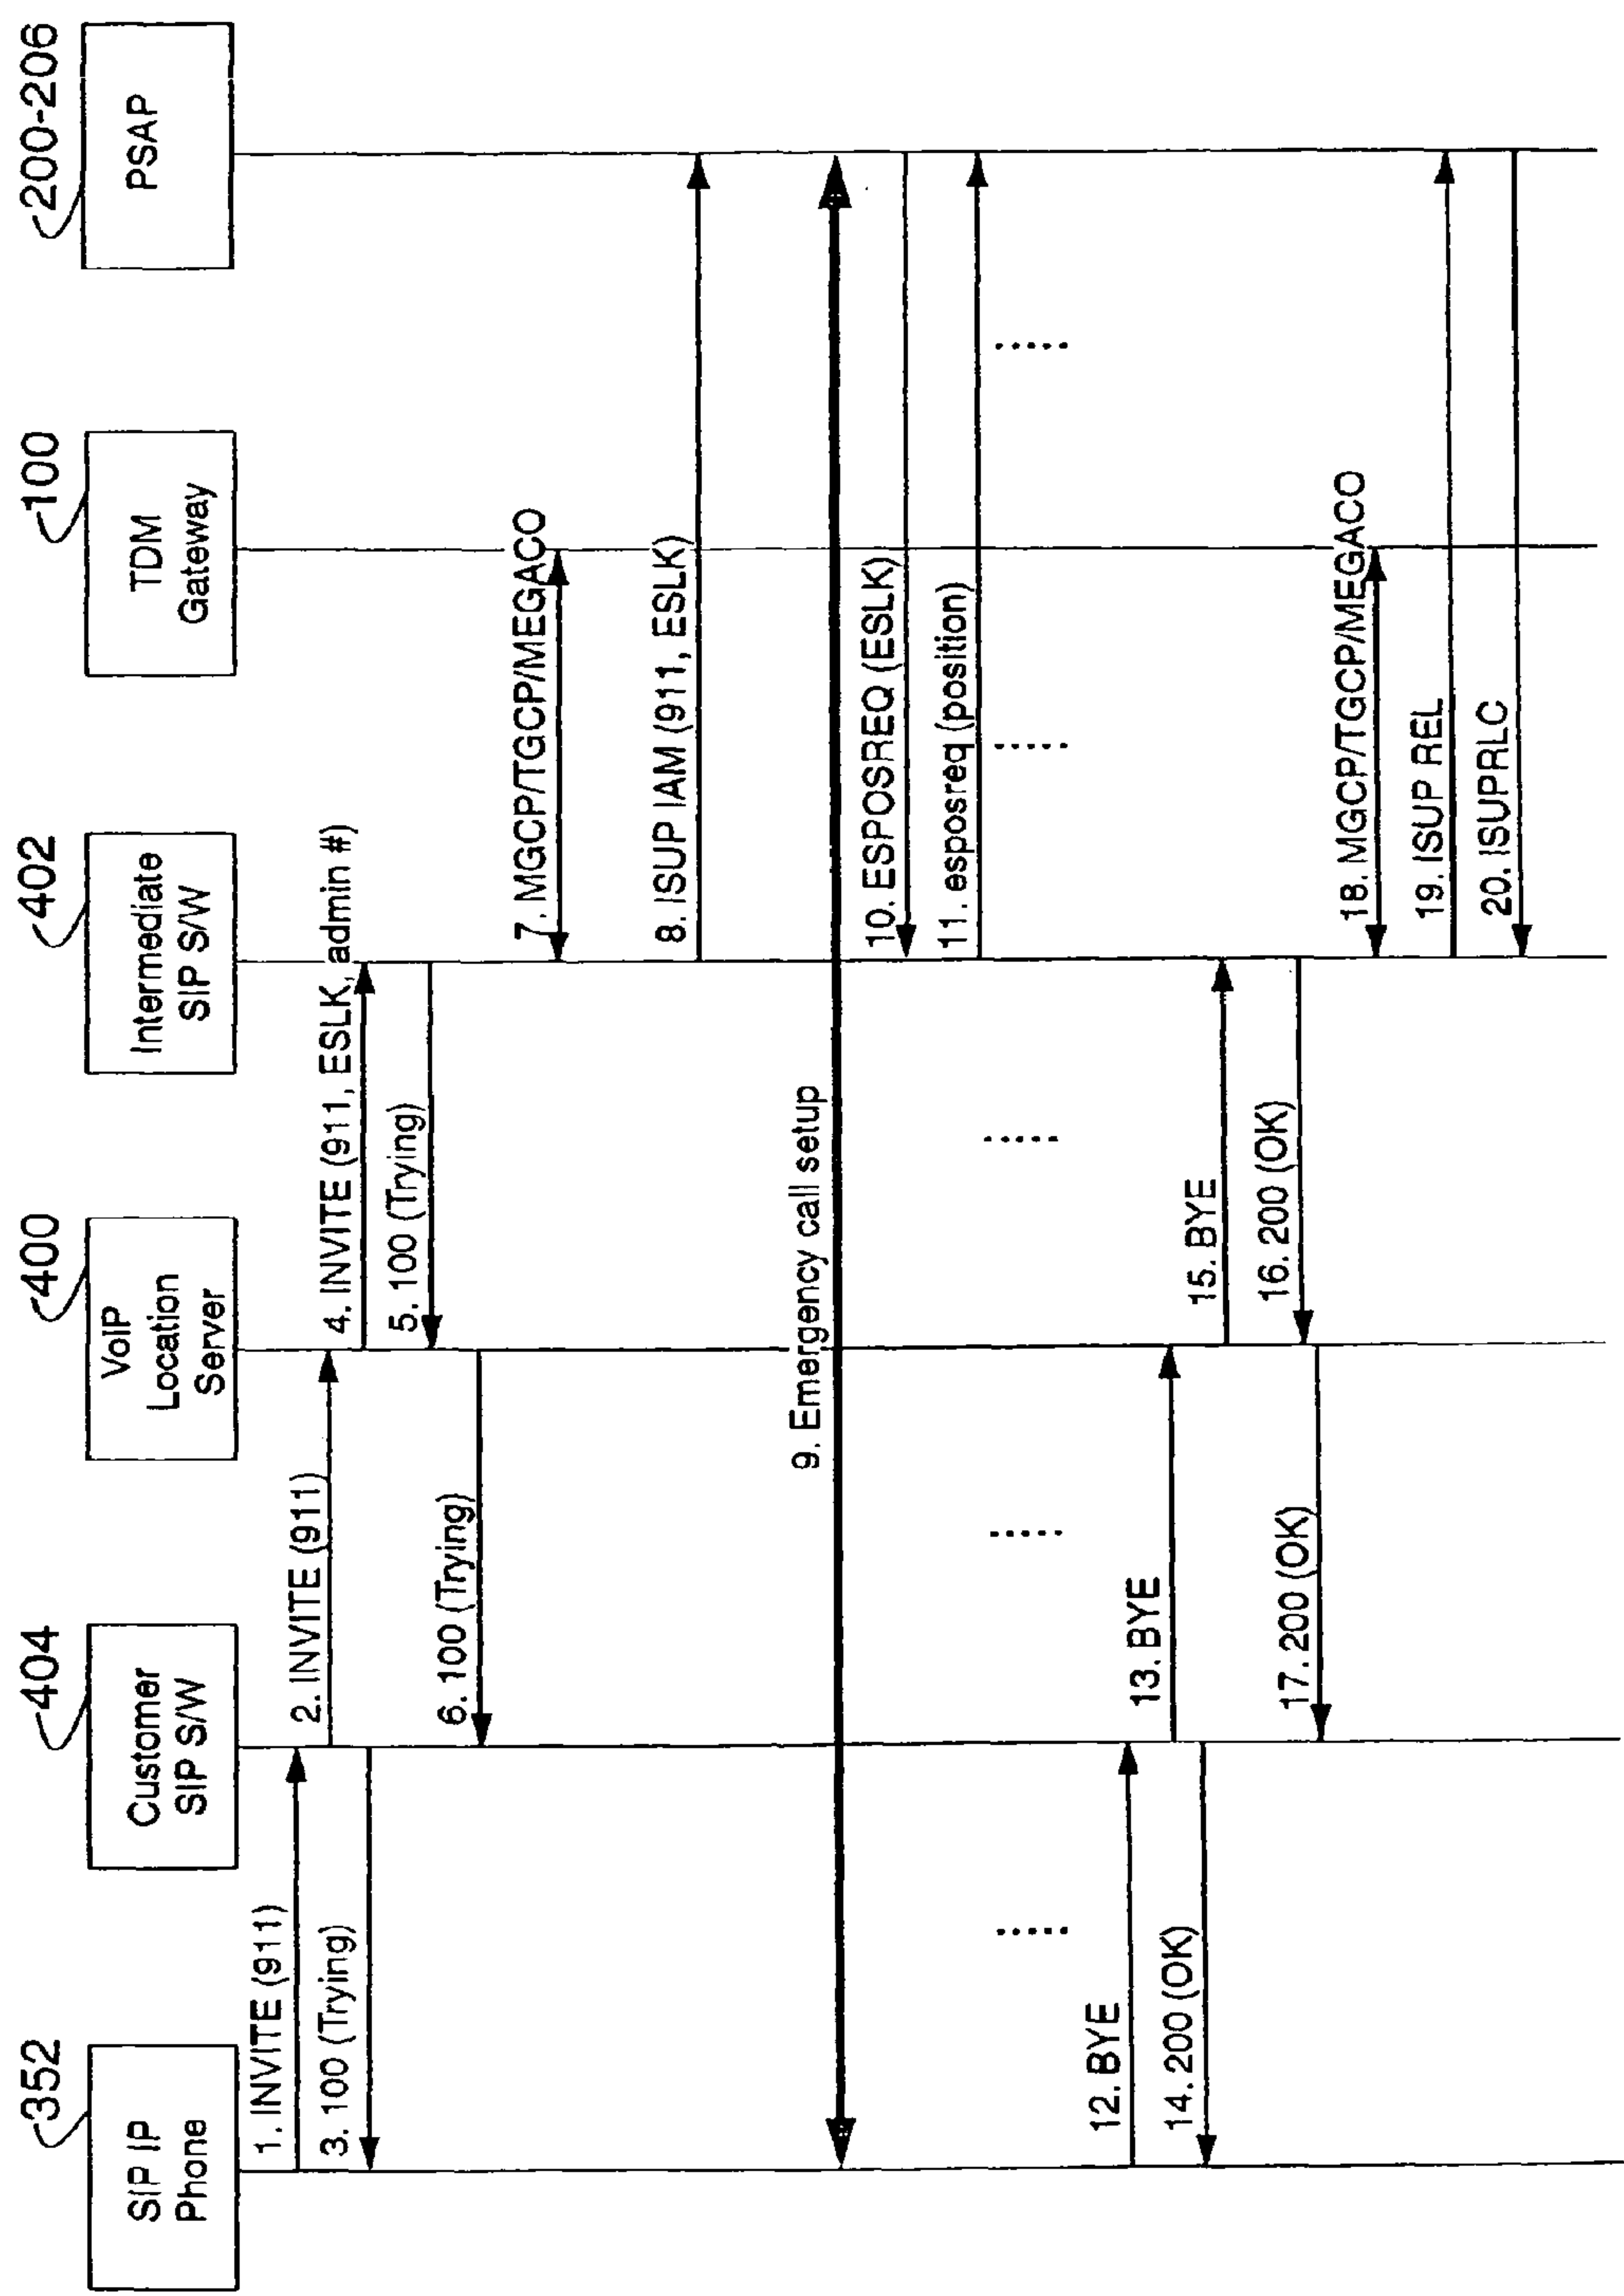 352
404
400
402
100
200-206
SIP IP
Phone
Customer
SIP S/W
VoIP
Location
Server
Intermediate
SIP S/W
TDM
Gateway
PSAP
1. INVITE (911)
2. INVITE (911)
3. 100 (Trying)
4. INVITE (911, ESLK, admin #)
5. 100 (Trying)
6. 100 (Trying)
7. MGCP/TGCP/MEGACO
8. ISUP IAM (911, ESLK)
9. Emergency call setup
10. ESPOSREQ (ESLK)
11. esposreq (position)
.....
.....
.....
.....
.....
12. BYE
13. BYE
14. 200 (OK)
15. BYE
16. 200 (OK)
17. 200 (OK)
18. MGCP/TGCP/MEGACO
19. ISUP REL
20. ISUPRLC